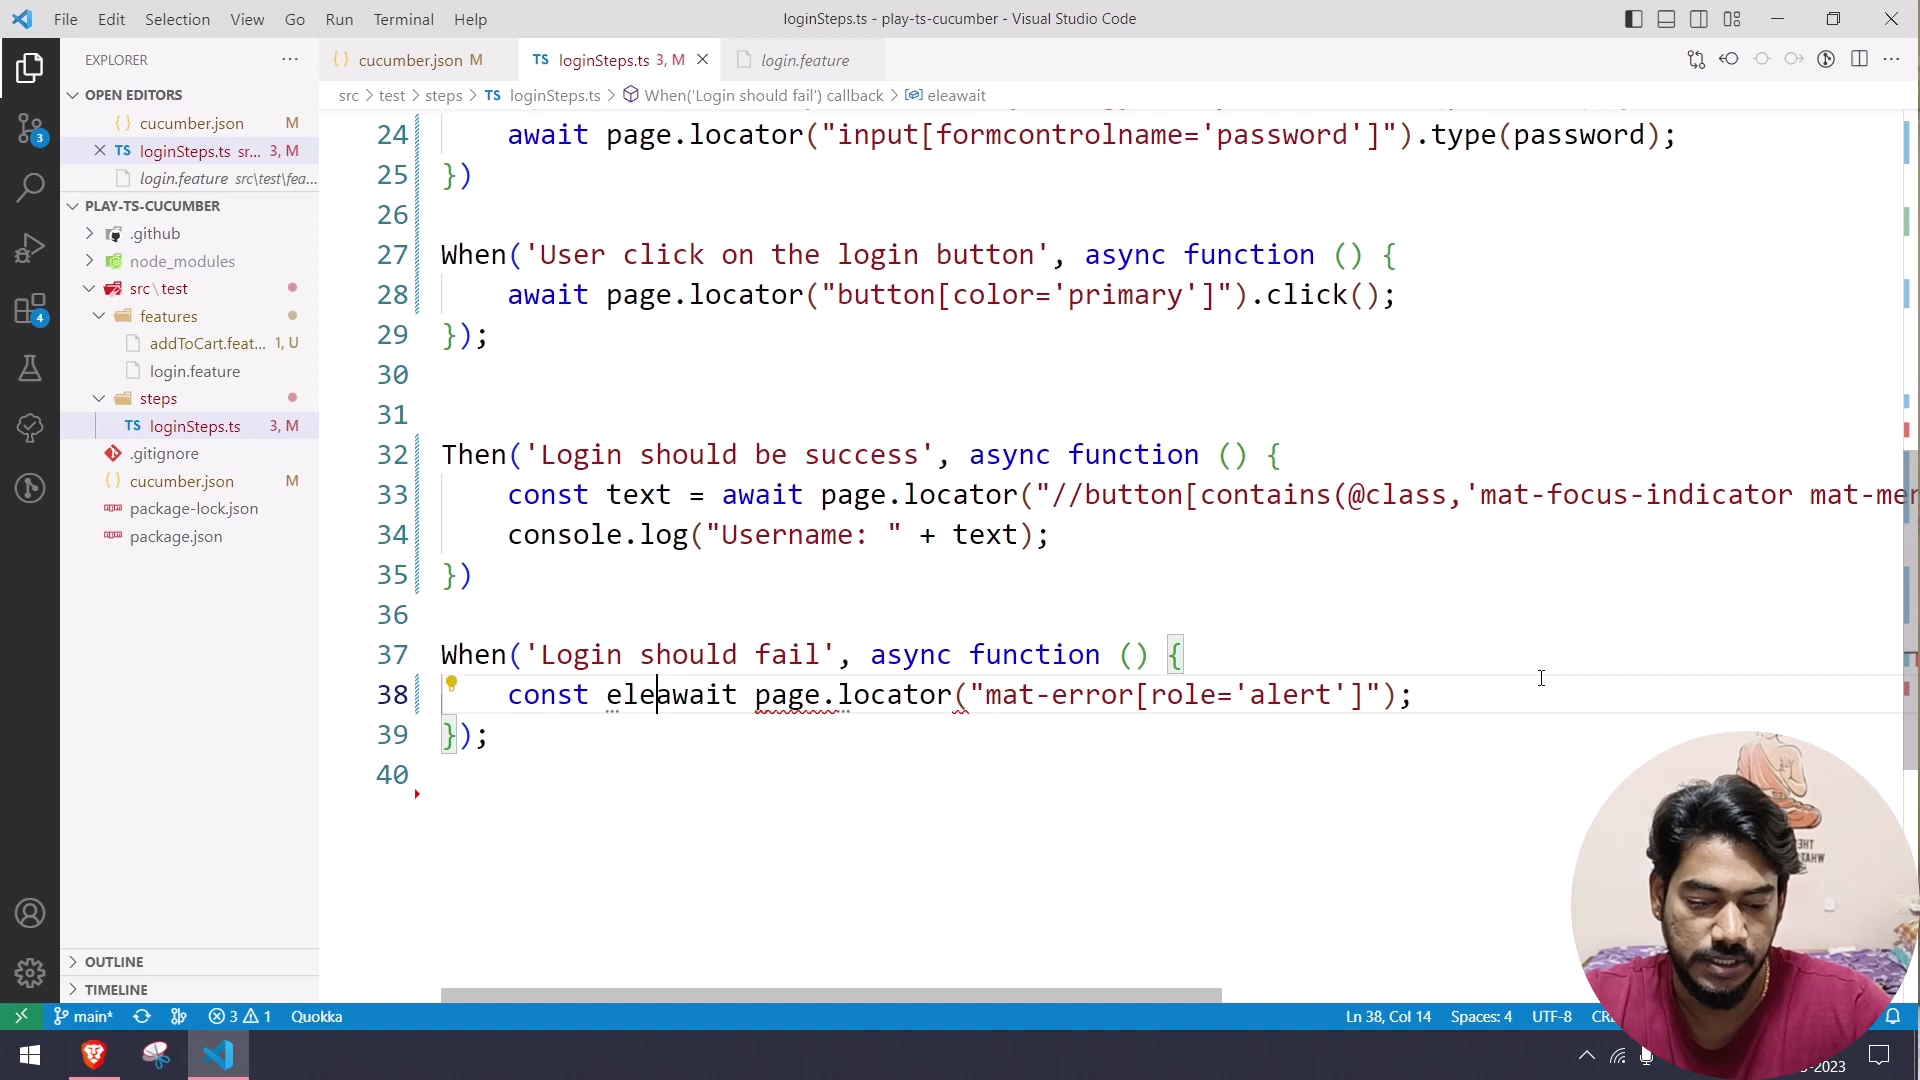 File Edit Selection View Go Run Terminal Help
loginSteps.ts - play-ts-cucumber - Visual Studio Code
EXPLORER
{} cucumber.json M
TS loginSteps.ts 3, M
login.feature
src > test > steps > TS loginSteps.ts > When('Login should fail') callback > eleawait
OPEN EDITORS
{} cucumber.json M
TS loginSteps.ts sr... 3, M
login.feature src\test\fea...
PLAY-TS-CUCUMBER
.github
node_modules
src\test
features
addToCart.feat... 1, U
login.feature
steps
TS loginSteps.ts 3, M
.gitignore
{} cucumber.json M
package-lock.json
package.json
OUTLINE
TIMELINE
3
4
24 await page.locator("input[formcontrolname='password']").type(password);
25 })
26
27 When('User click on the login button', async function () {
28 await page.locator("button[color='primary']").click();
29 });
30
31
32 Then('Login should be success', async function () {
33 const text = await page.locator("//button[contains(@class,'mat-focus-indicator mat-mer
34 console.log("Username: " + text);
35 })
36
37 When('Login should fail', async function () {
38 const eleawait page.locator("mat-error[role='alert']");
39 });
40
main* 3 1 Quokka
Ln 38, Col 14 Spaces: 4 UTF-8
-2023